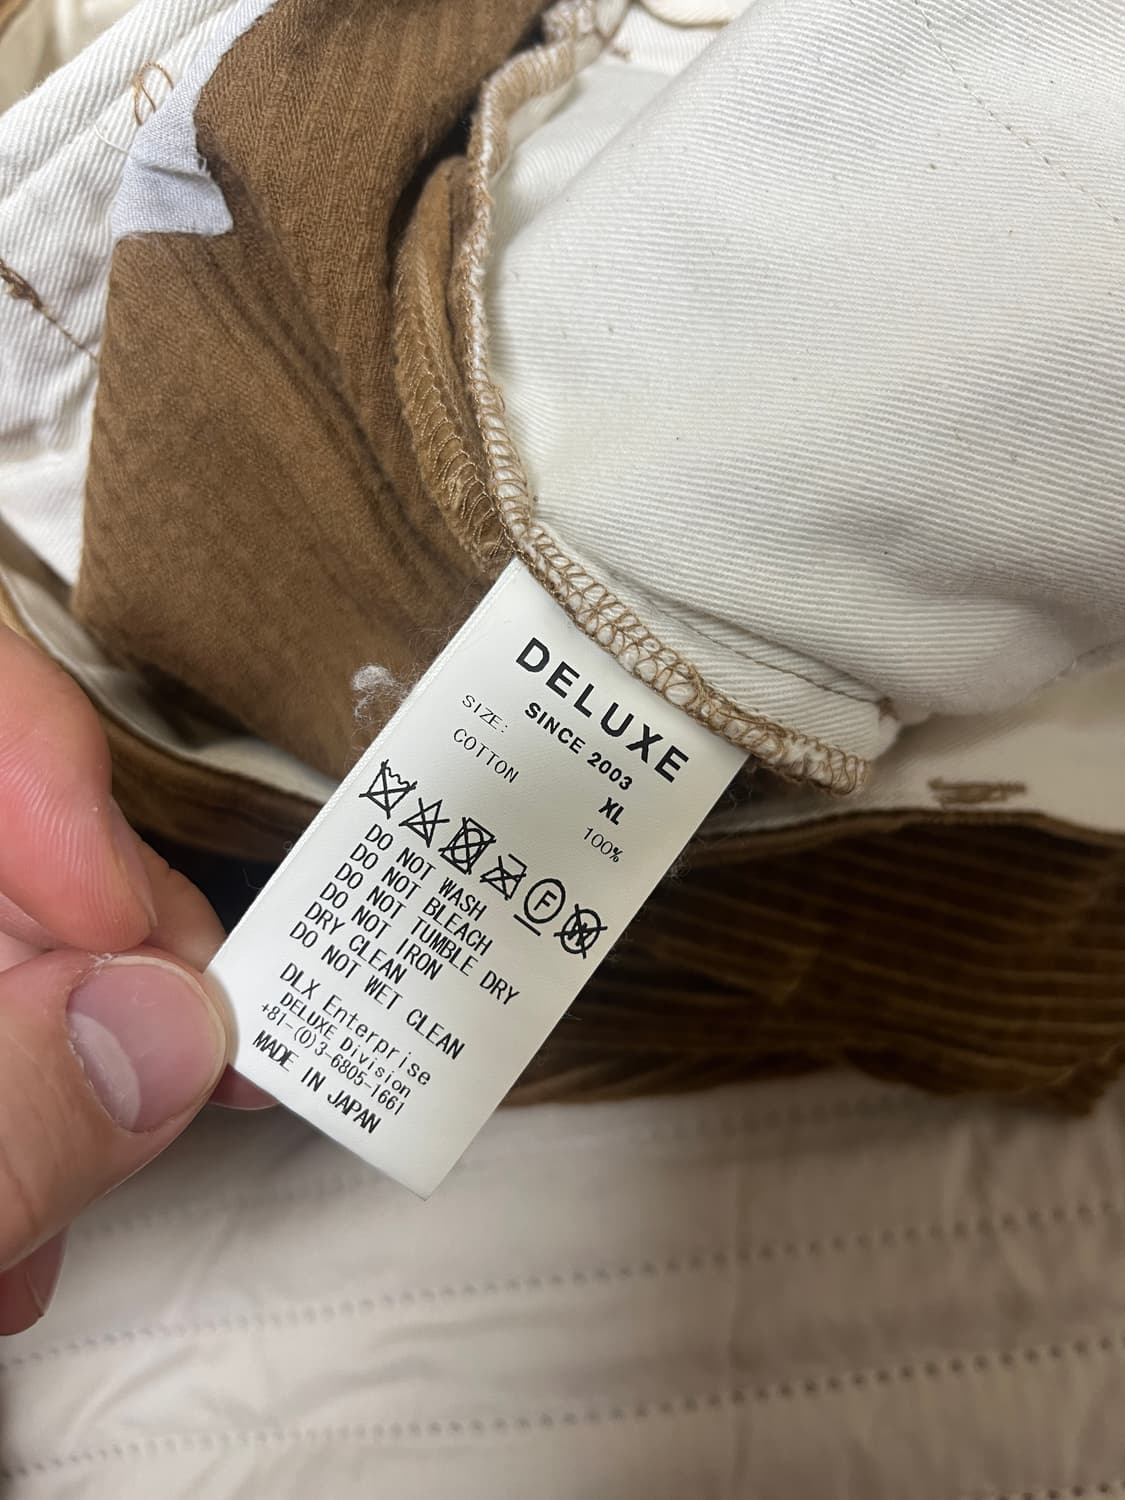 DELUXE
SINCE 2003
SIZE: XL
COTTON 100%
F W
DO NOT WASH
DO NOT BLEACH
DO NOT TUMBLE DRY
DO NOT IRON
DRY CLEAN
DO NOT WET CLEAN
DLX Enterprise
DELUXE Division
+81-(0)3-6805-1661
MADE IN JAPAN